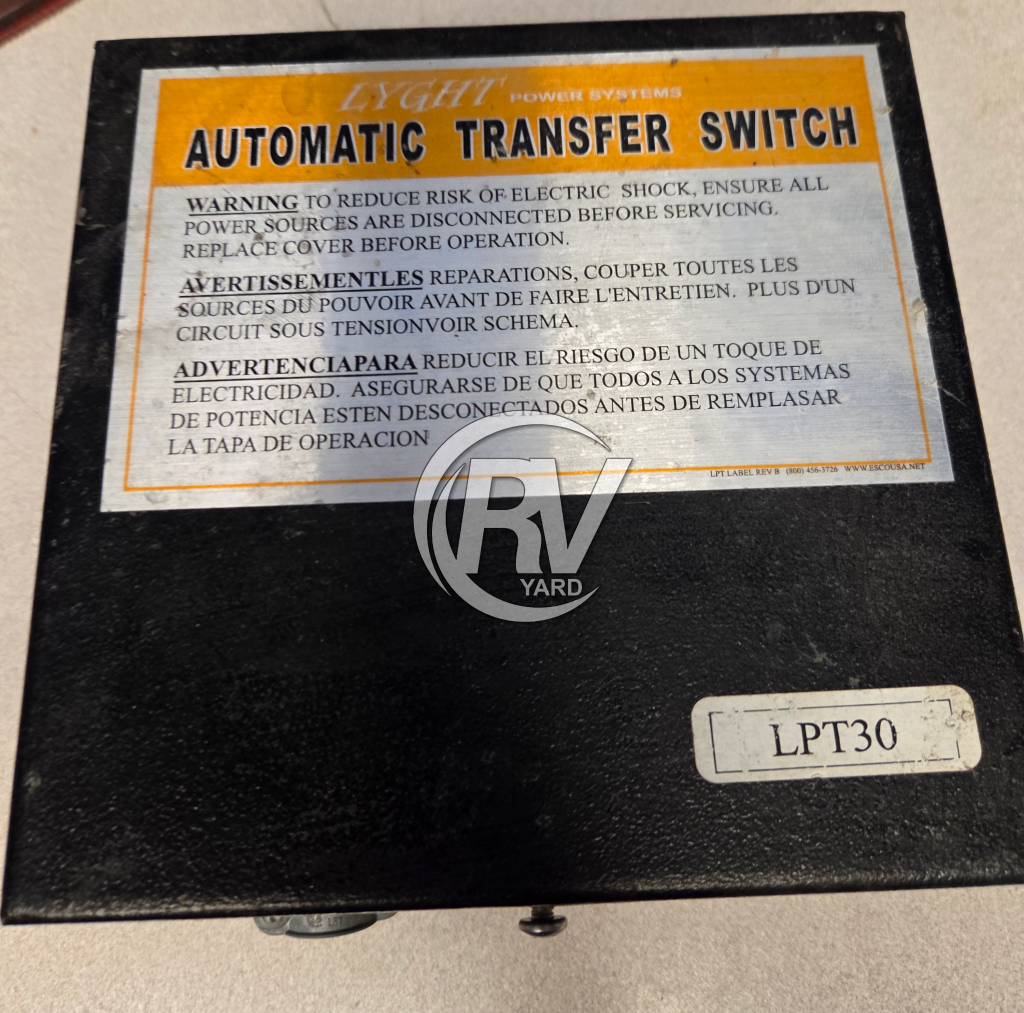 LYGHT POWER SYSTEMS
AUTOMATIC TRANSFER SWITCH
WARNING TO REDUCE RISK OF ELECTRIC SHOCK, ENSURE ALL
POWER SOURCES ARE DISCONNECTED BEFORE SERVICING.
REPLACE COVER BEFORE OPERATION.
AVERTISSEMENTLES REPARATIONS, COUPER TOUTES LES
SOURCES DU POUVOIR AVANT DE FAIRE L'ENTRETIEN. PLUS D'UN
CIRCUIT SOUS TENSIONVOIR SCHEMA.
ADVERTENCIAPARA REDUCIR EL RIESGO DE UN TOQUE DE
ELECTRICIDAD. ASEGURARSE DE QUE TODOS A LOS SYSTEMAS
DE POTENCIA ESTEN DESCONECTADOS ANTES DE REMPLASAR
LA TAPA DE OPERACION
LPT LABEL REV B (800) 456-3726 WWW.ESCOUSA.NET
RV
YARD
LPT30